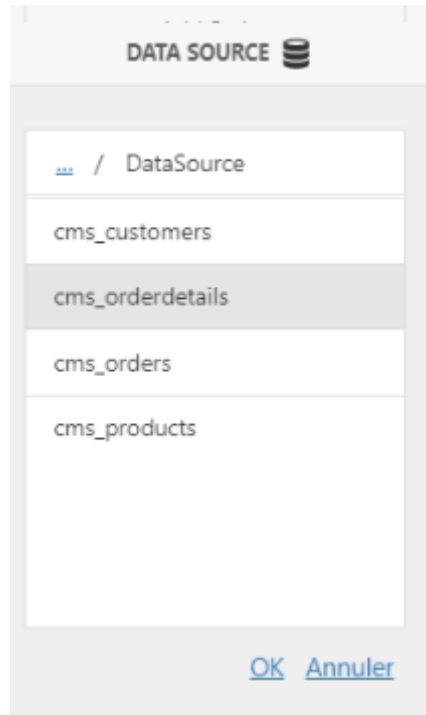 DATA SOURCE
... / DataSource
cms_customers
cms_orderdetails
cms_orders
cms_products
OK Annuler